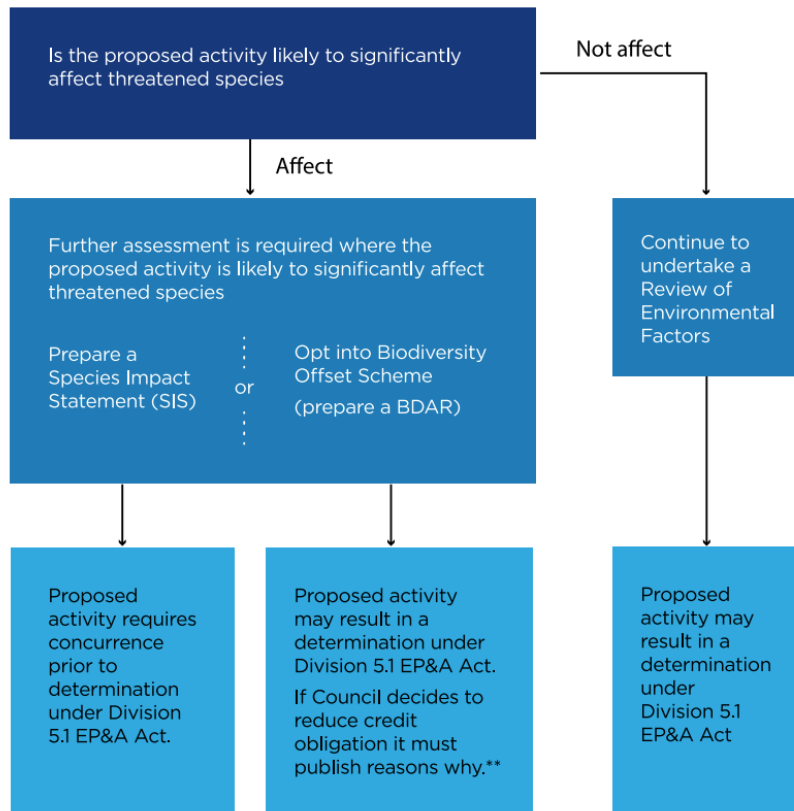 Is the proposed activity likely to significantly
affect threatened species
Not affect
Affect
Further assessment is required where the
proposed activity is likely to significantly affect
threatened species
Prepare a
Species Impact
Statement (SIS)
or
Opt into Biodiversity
Offset Scheme
(prepare a BDAR)
Continue to
undertake a
Review of
Environmental
Factors
Proposed
activity requires
concurrence
prior to
determination
under Division
5.1 EP&A Act.
Proposed activity
may result in a
determination under
Division 5.1 EP&A Act.
If Council decides to
reduce credit
obligation it must
publish reasons why.**
Proposed
activity may
result in a
determination
under
Division 5.1
EP&A Act